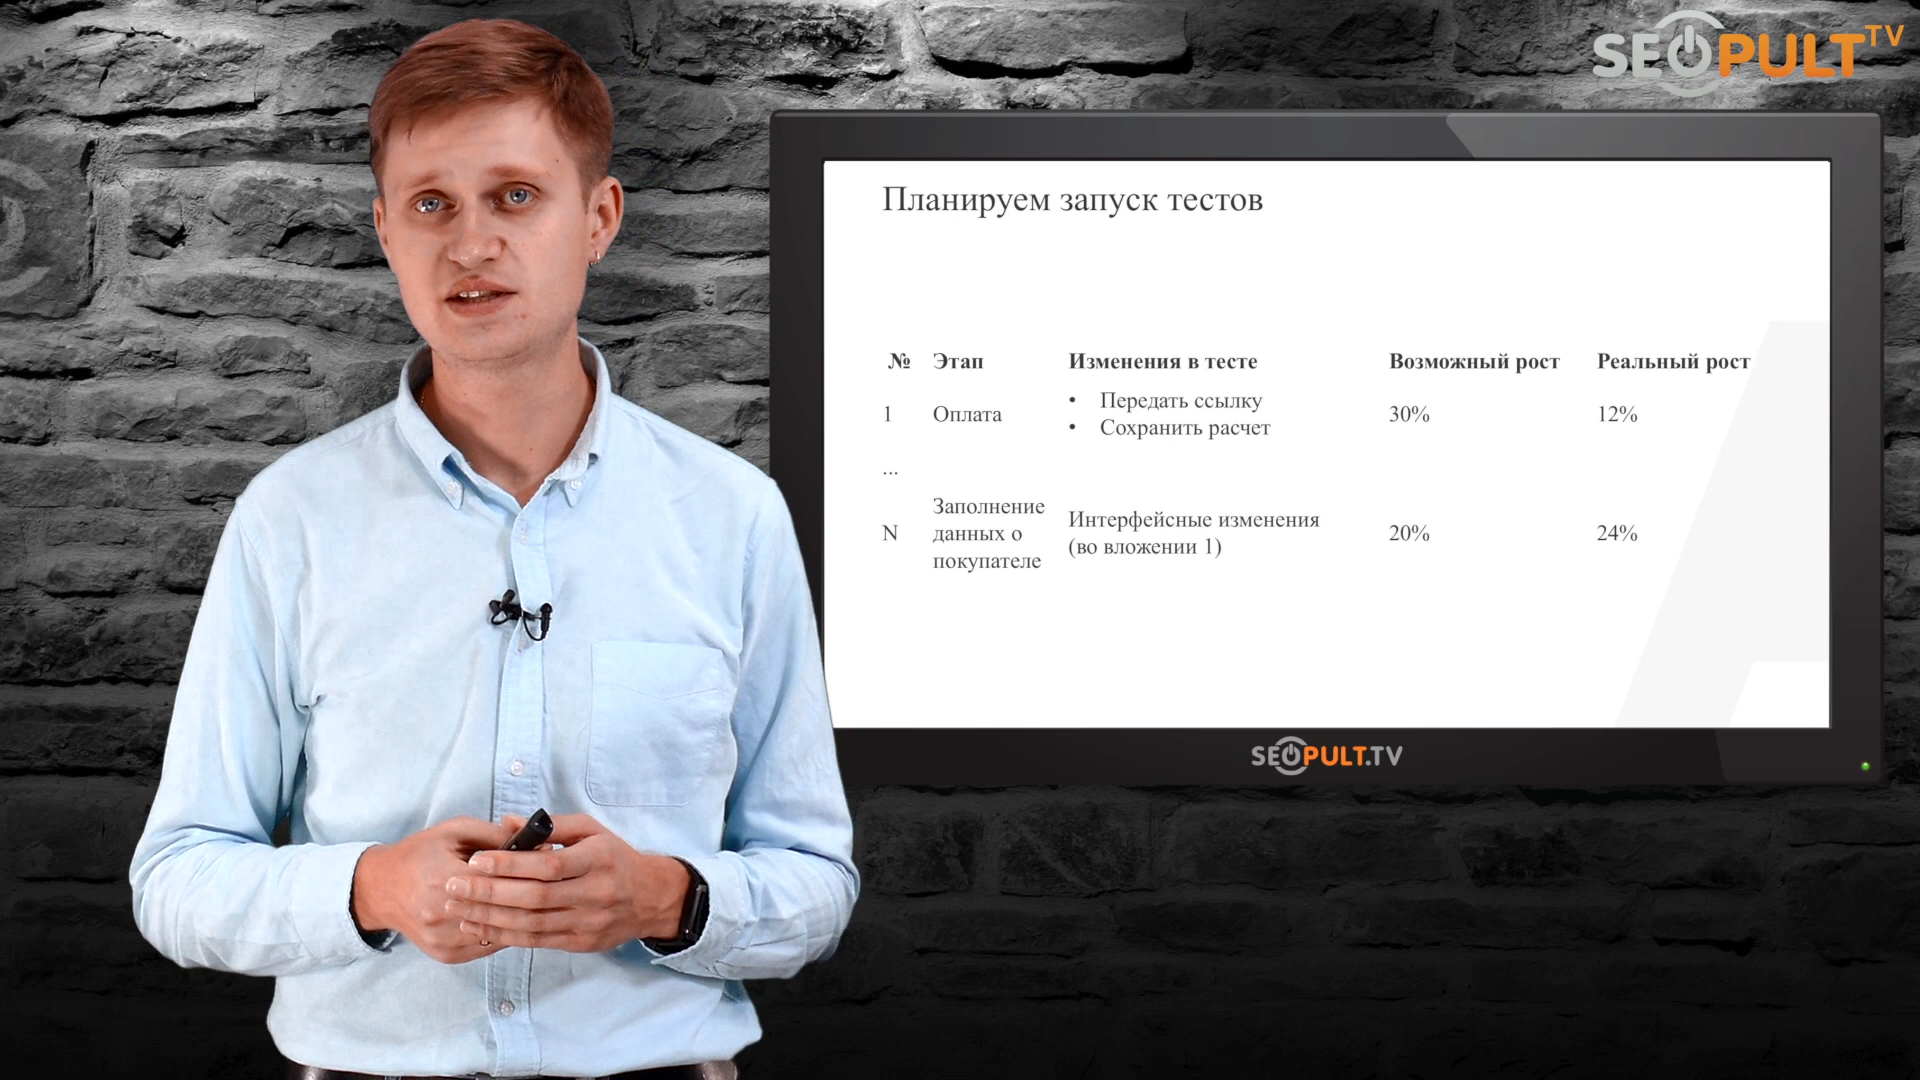 SEOPULT TV
Планируем запуск тестов
№ Этап Изменения в тесте Возможный рост Реальный рост
1 Оплата • Передать ссылку 30% 12%
• Сохранить расчет
...
N Заполнение данных о покупателе Интерфейсные изменения (во вложении 1) 20% 24%
SEOPULT.TV